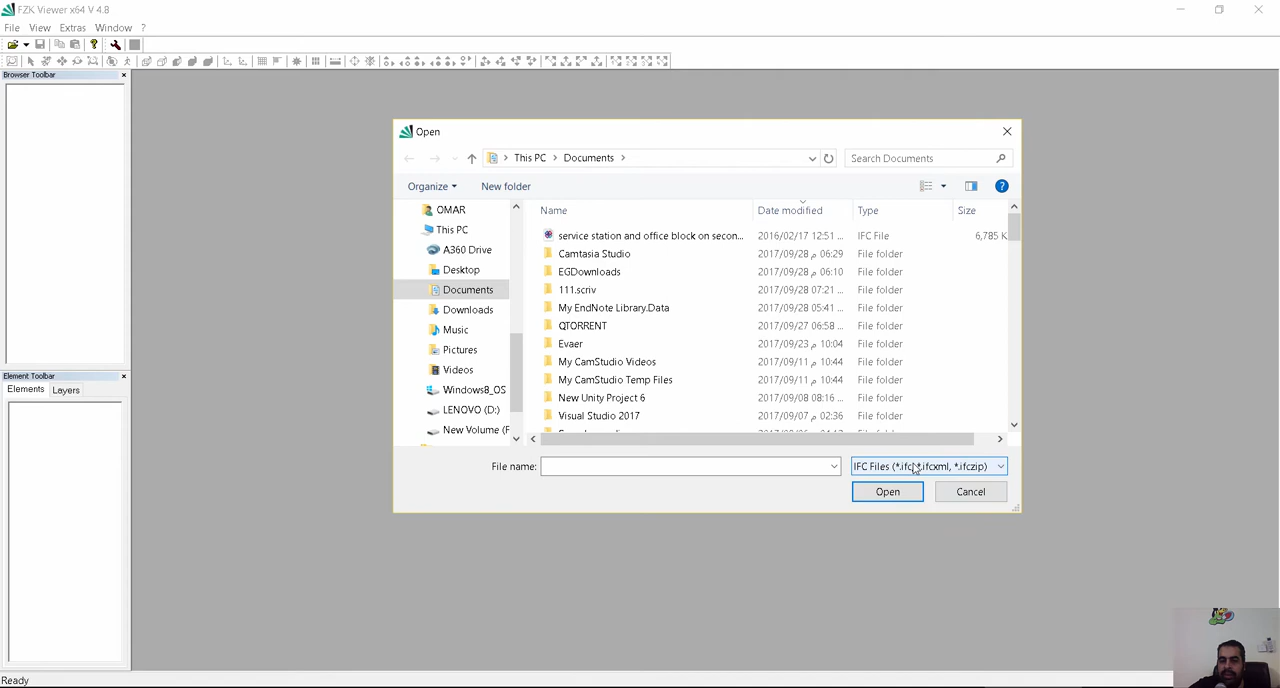 FZK Viewer x64 V 4.8
File View Extras Window ?
Browser Toolbar
Open
This PC > Documents >
Search Documents
Organize New folder
OMAR
This PC
A360 Drive
Desktop
Documents
Downloads
Music
Pictures
Videos
Windows8_OS
LENOVO (D:)
New Volume (F
Name Date modified Type Size
service station and office block on secon... 2016/02/17 12:51 ... IFC File 6,785 K
Camtasia Studio 2017/09/28 م 06:29 File folder
EGDownloads 2017/09/28 م 06:10 File folder
111.scriv 2017/09/28 07:21 ... File folder
My EndNote Library.Data 2017/09/28 05:41 ... File folder
QTORRENT 2017/09/27 06:58 ... File folder
Evaer 2017/09/23 م 10:04 File folder
My CamStudio Videos 2017/09/11 م 10:44 File folder
My CamStudio Temp Files 2017/09/11 م 10:44 File folder
New Unity Project 6 2017/09/08 08:16 ... File folder
Visual Studio 2017 2017/09/07 م 02:36 File folder
File name:
IFC Files (*.ifc, *.ifcxml, *.ifczip)
Open Cancel
Element Toolbar
Elements Layers
Ready